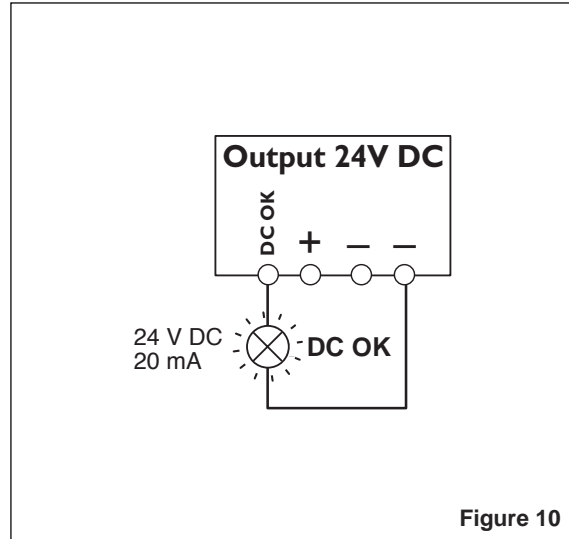 Output 24V DC
DC OK
+ – –
24 V DC
20 mA
DC OK
Figure 10